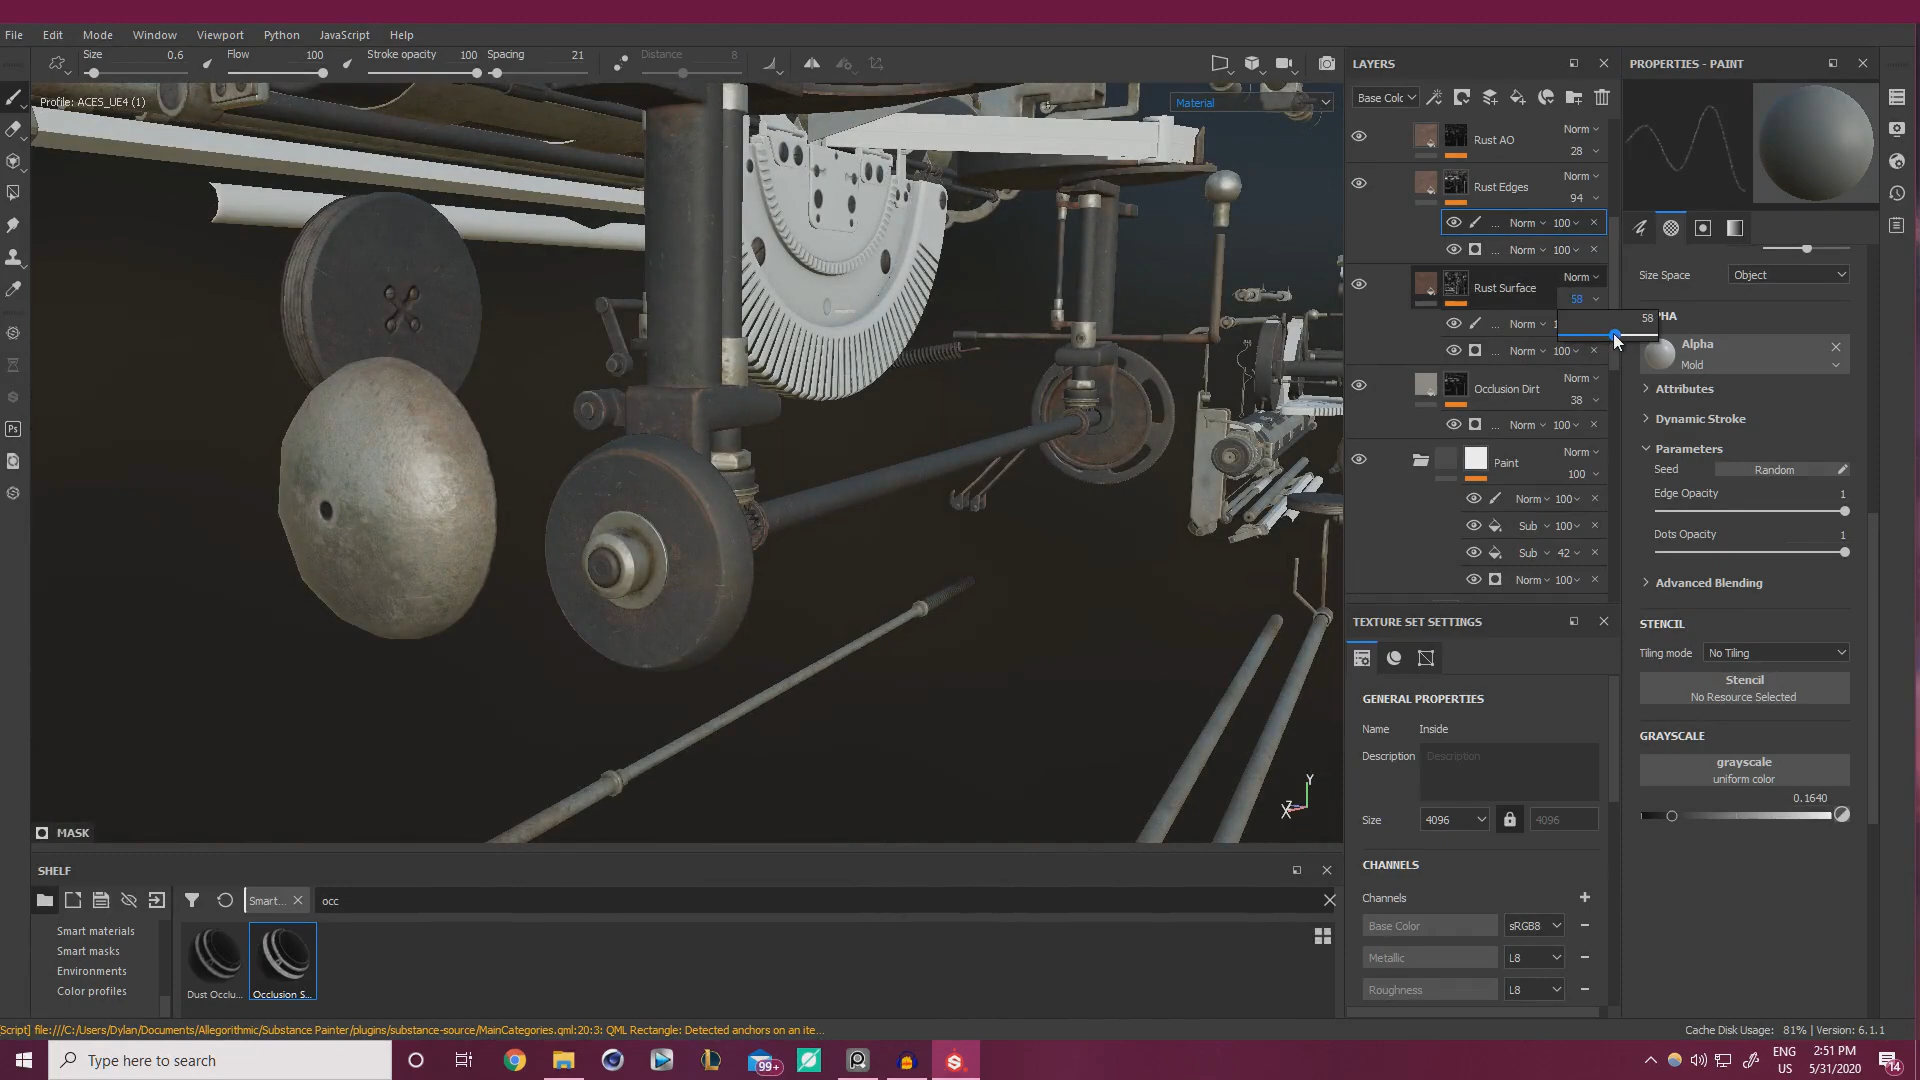 File Edit Mode Window Viewport Python JavaScript Help
Size 0.6 Flow 100 Stroke opacity 100 Spacing 21 Distance 8
Profile: ACES_UE4 (1)
Material
MASK
LAYERS
Base Colo
Rust AO Norm
28
Rust Edges Norm
94
... Norm 100
... Norm 100
Rust Surface Norm
58
58
... Norm 1
... Norm 100
Occlusion Dirt Norm
38
... Norm 100
Paint Norm
100
Norm 100
Sub 100
Sub 42
Norm 100
TEXTURE SET SETTINGS
GENERAL PROPERTIES
Name Inside
Description Description
Size 4096 4096
CHANNELS
Channels
Base Color sRGB8
Metallic L8
Roughness L8
PROPERTIES - PAINT
Size Space Object
PHA
Alpha
Mold
Attributes
Dynamic Stroke
Parameters
Seed Random
Edge Opacity 1
Dots Opacity 1
Advanced Blending
STENCIL
Tiling mode No Tiling
Stencil
No Resource Selected
GRAYSCALE
grayscale
uniform color
0.1640
SHELF
Smart... occ
Smart materials
Smart masks
Environments
Color profiles
Dust Occlu... Occlusion S...
Script] file:///C:/Users/Dylan/Documents/Allegorithmic/Substance Painter/plugins/substance-source/MainCategories.qml:20:3: QML Rectangle: Detected anchors on an ite...
Cache Disk Usage: 81% | Version: 6.1.1
Type here to search
99+
ENG
US
2:51 PM
5/31/2020
14